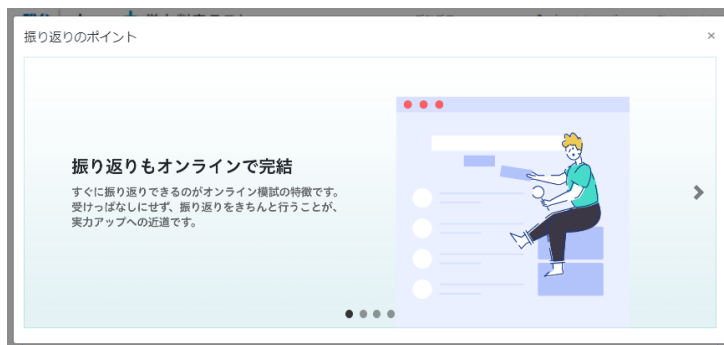 振り返りのポイント
×
振り返りもオンラインで完結
すぐに振り返りできるのがオンライン模試の特徴です。
受けっぱなしにせず、振り返りをきちんと行うことが、
実力アップへの近道です。